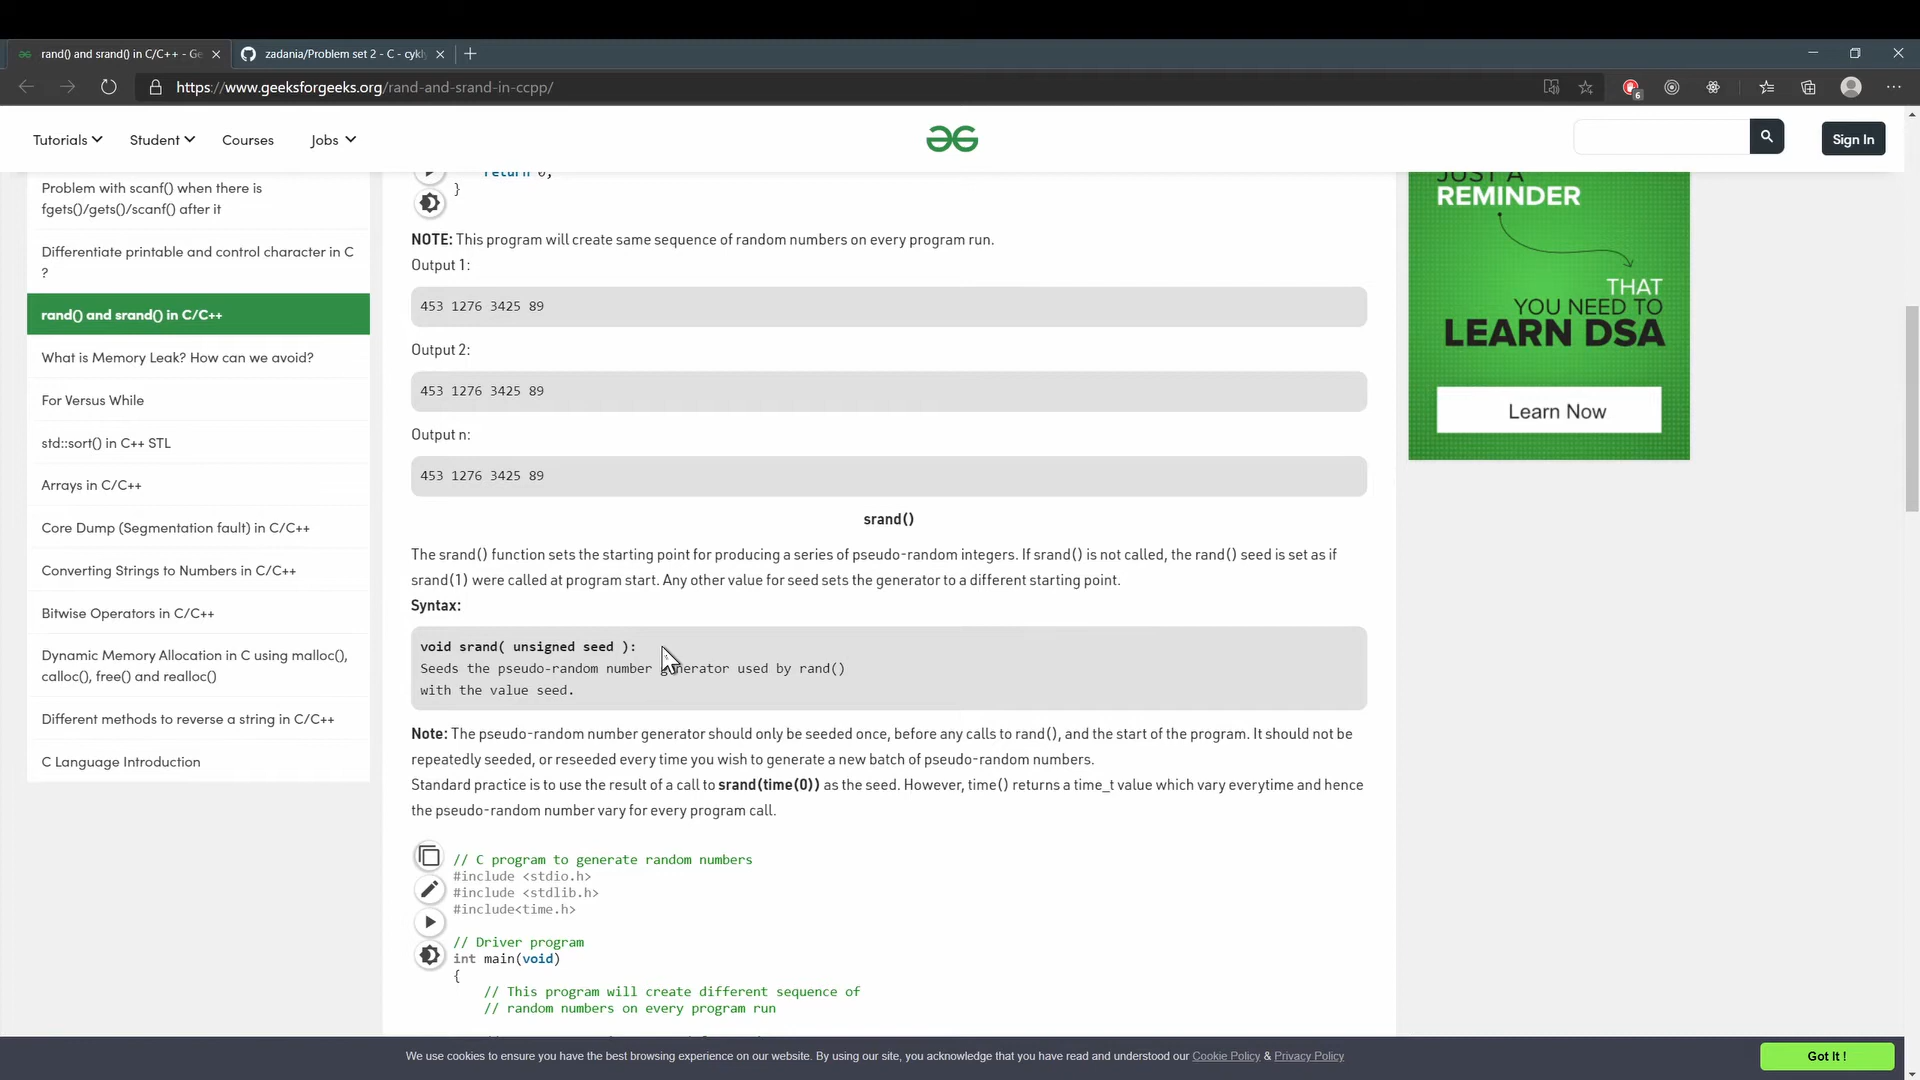 rand() and srand() in C/C++ - Ge
zadania/Problem set 2 - C - cykly
https://www.geeksforgeeks.org/rand-and-srand-in-ccpp/
6
Tutorials
Student
Courses
Jobs
Sign In
Problem with scanf() when there is
fgets()/gets()/scanf() after it
Differentiate printable and control character in C
?
rand() and srand() in C/C++
What is Memory Leak? How can we avoid?
For Versus While
std::sort() in C++ STL
Arrays in C/C++
Core Dump (Segmentation fault) in C/C++
Converting Strings to Numbers in C/C++
Bitwise Operators in C/C++
Dynamic Memory Allocation in C using malloc(),
calloc(), free() and realloc()
Different methods to reverse a string in C/C++
C Language Introduction
return 0;
}
NOTE: This program will create same sequence of random numbers on every program run.
Output 1:
453 1276 3425 89
Output 2:
453 1276 3425 89
Output n:
453 1276 3425 89
srand()
The srand() function sets the starting point for producing a series of pseudo-random integers. If srand() is not called, the rand() seed is set as if
srand(1) were called at program start. Any other value for seed sets the generator to a different starting point.
Syntax:
void srand( unsigned seed ):
Seeds the pseudo-random number generator used by rand()
with the value seed.
Note: The pseudo-random number generator should only be seeded once, before any calls to rand(), and the start of the program. It should not be
repeatedly seeded, or reseeded every time you wish to generate a new batch of pseudo-random numbers.
Standard practice is to use the result of a call to srand(time(0)) as the seed. However, time() returns a time_t value which vary everytime and hence
the pseudo-random number vary for every program call.
// C program to generate random numbers
#include <stdio.h>
#include <stdlib.h>
#include<time.h>
// Driver program
int main(void)
{
// This program will create different sequence of
// random numbers on every program run
JUST A
REMINDER
THAT
YOU NEED TO
LEARN DSA
Learn Now
We use cookies to ensure you have the best browsing experience on our website. By using our site, you acknowledge that you have read and understood our Cookie Policy & Privacy Policy
Got It !